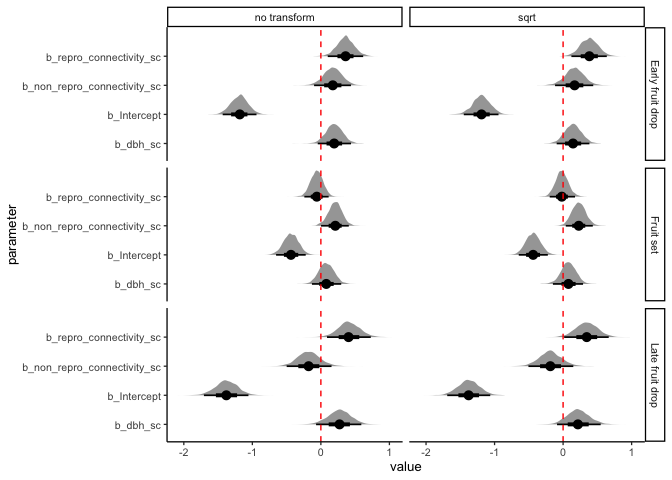 no transform
sqrt
b_repro_connectivity_sc
b_non_repro_connectivity_sc
b_Intercept
b_dbh_sc
Early fruit drop
b_repro_connectivity_sc
b_non_repro_connectivity_sc
b_Intercept
b_dbh_sc
Fruit set
b_repro_connectivity_sc
b_non_repro_connectivity_sc
b_Intercept
b_dbh_sc
Late fruit drop
parameter
-2
-1
0
1
-2
-1
0
1
value